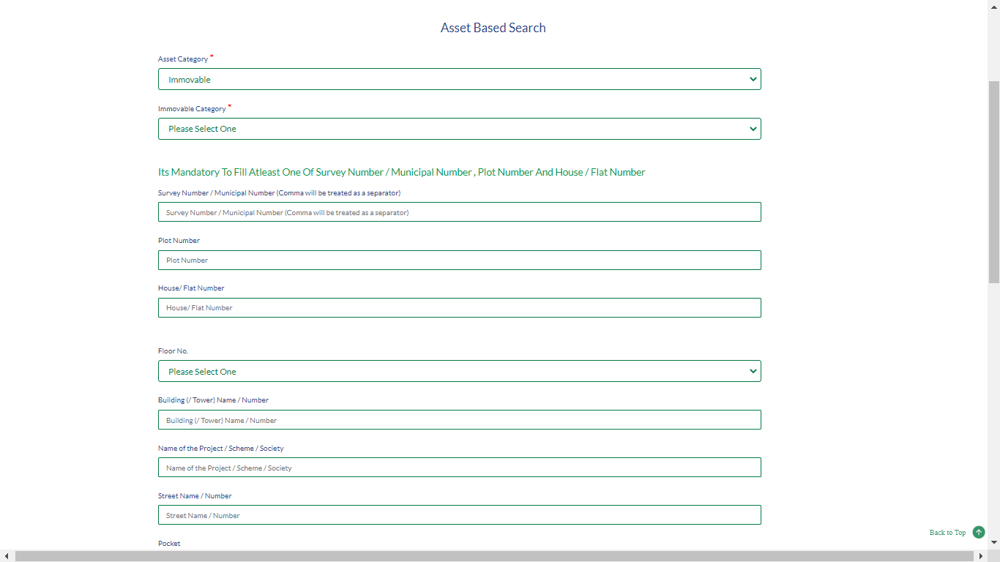 Asset Based Search
Asset Category *
Immovable
Immovable Category *
Please Select One
Its Mandatory To Fill Atleast One Of Survey Number / Municipal Number , Plot Number And House / Flat Number
Survey Number / Municipal Number (Comma will be treated as a separator)
Survey Number / Municipal Number (Comma will be treated as a separator)
Plot Number
Plot Number
House/ Flat Number
House/ Flat Number
Floor No.
Please Select One
Building (/ Tower) Name / Number
Building (/ Tower) Name / Number
Name of the Project / Scheme / Society
Name of the Project / Scheme / Society
Street Name / Number
Street Name / Number
Back to Top
Pocket